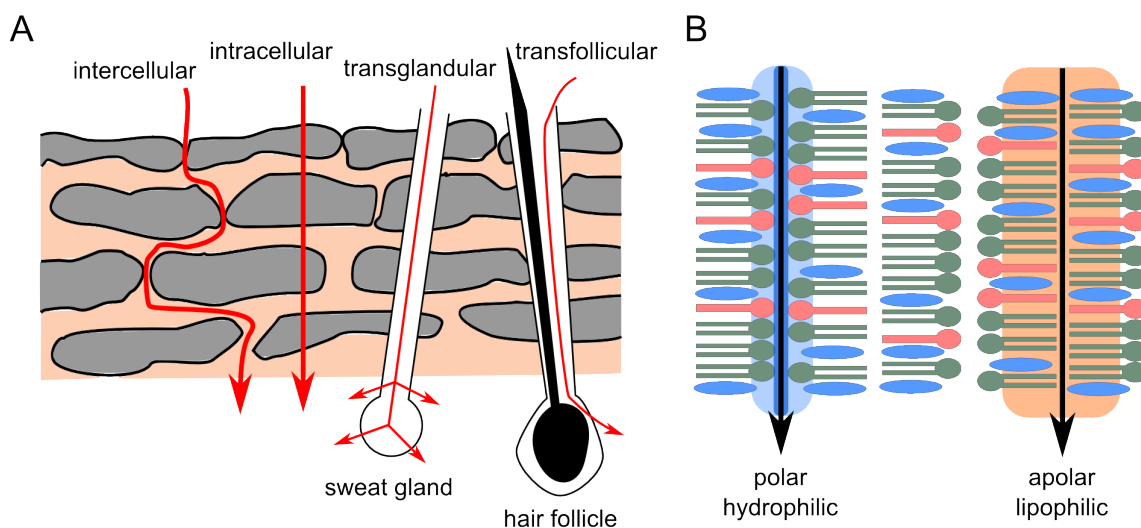 A
intercellular
intracellular
transglandular
transfollicular
sweat gland
hair follicle
B
polar
hydrophilic
apolar
lipophilic